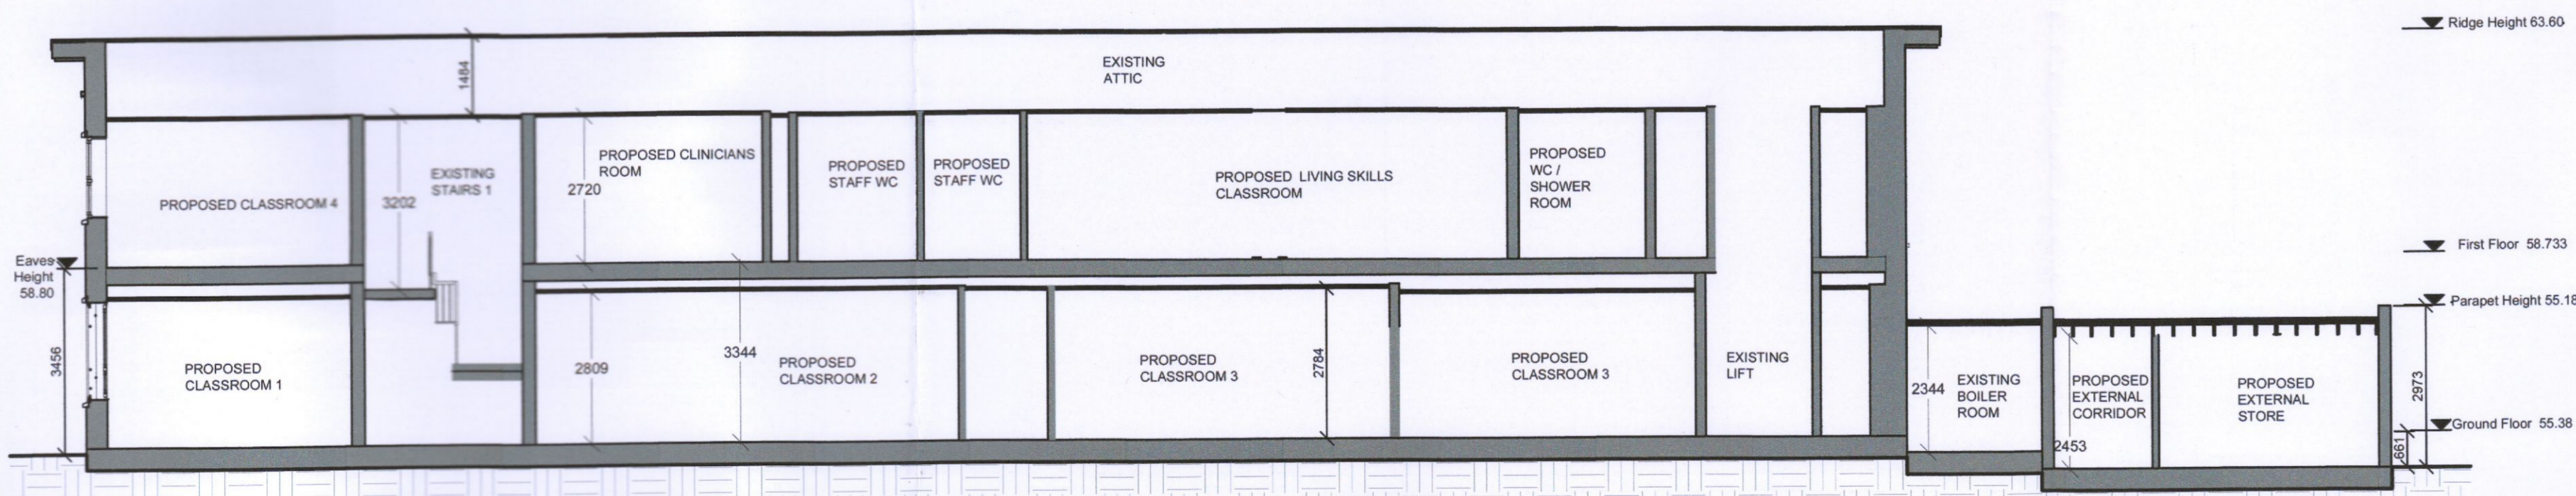 Ridge Height 63.60
EXISTING
ATTIC
1484
PROPOSED CLASSROOM 4
3202
EXISTING
STAIRS 1
PROPOSED CLINICIANS
ROOM
2720
PROPOSED
STAFF WC
PROPOSED
STAFF WC
PROPOSED LIVING SKILLS
CLASSROOM
PROPOSED
WC /
SHOWER
ROOM
First Floor 58.733
Eaves
Height
58.80
Parapet Height 55.18
3456
PROPOSED
CLASSROOM 1
2809
3344
PROPOSED
CLASSROOM 2
PROPOSED
CLASSROOM 3
2784
PROPOSED
CLASSROOM 3
EXISTING
LIFT
2344
EXISTING
BOILER
ROOM
PROPOSED
EXTERNAL
CORRIDOR
2453
PROPOSED
EXTERNAL
STORE
2973
Ground Floor 55.38
661